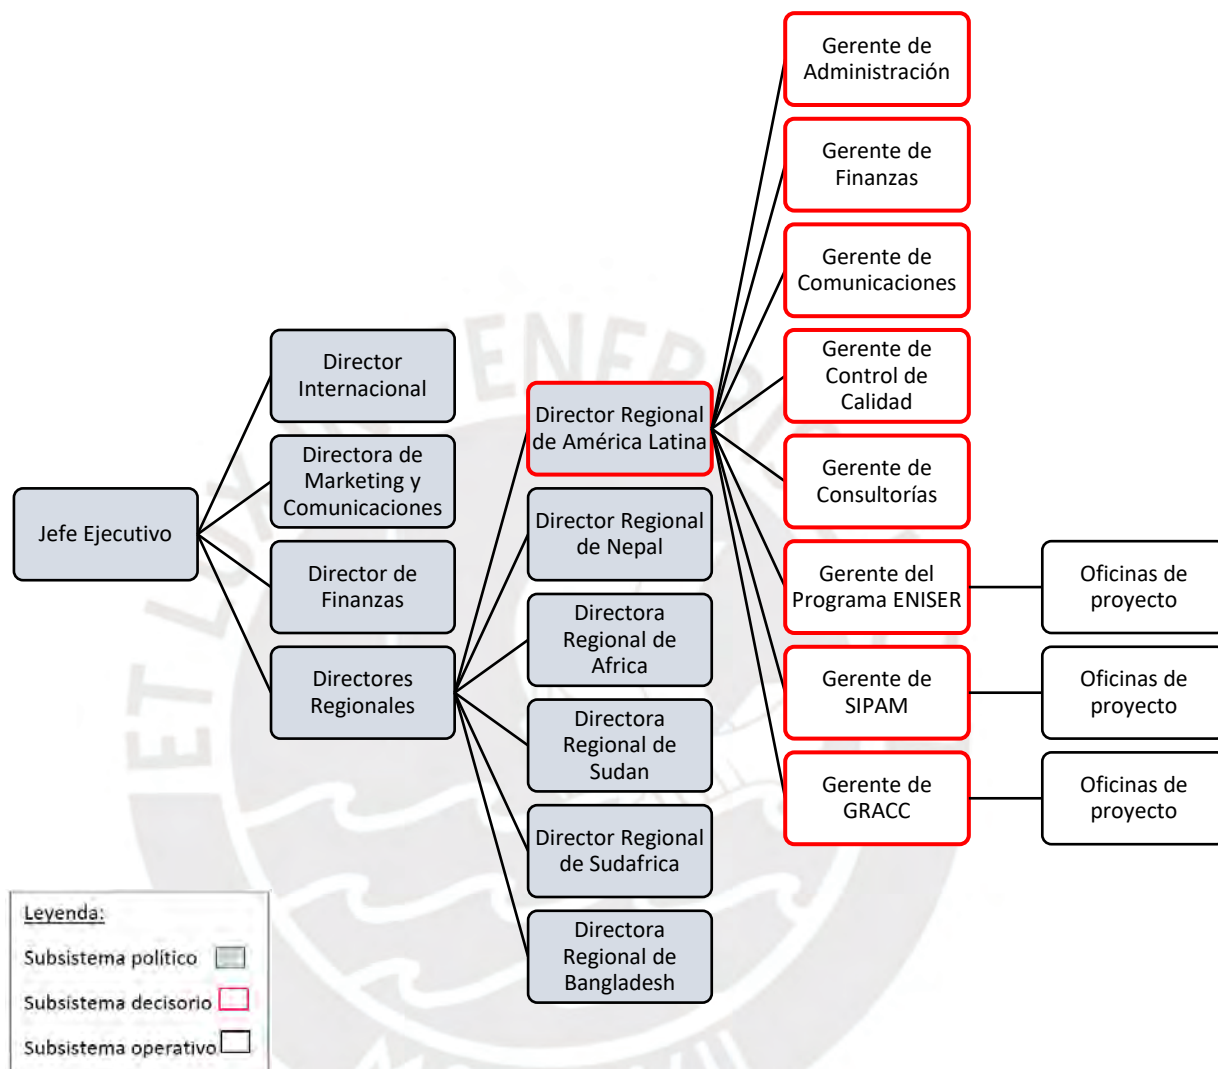 Jefe Ejecutivo
Director
Internacional
Directora de
Marketing y
Comunicaciones
Director de
Finanzas
Directores
Regionales
Director Regional
de América Latina
Director Regional
de Nepal
Directora
Regional de
Africa
Directora
Regional de
Sudan
Director Regional
de Sudafrica
Directora
Regional de
Bangladesh
Gerente de
Administración
Gerente de
Finanzas
Gerente de
Comunicaciones
Gerente de
Control de
Calidad
Gerente de
Consultorías
Gerente del
Programa ENISER
Gerente de
SIPAM
Gerente de
GRACC
Oficinas de
proyecto
Oficinas de
proyecto
Oficinas de
proyecto
Leyenda:
Subsistema político
Subsistema decisorio
Subsistema operativo
ET LUX IN